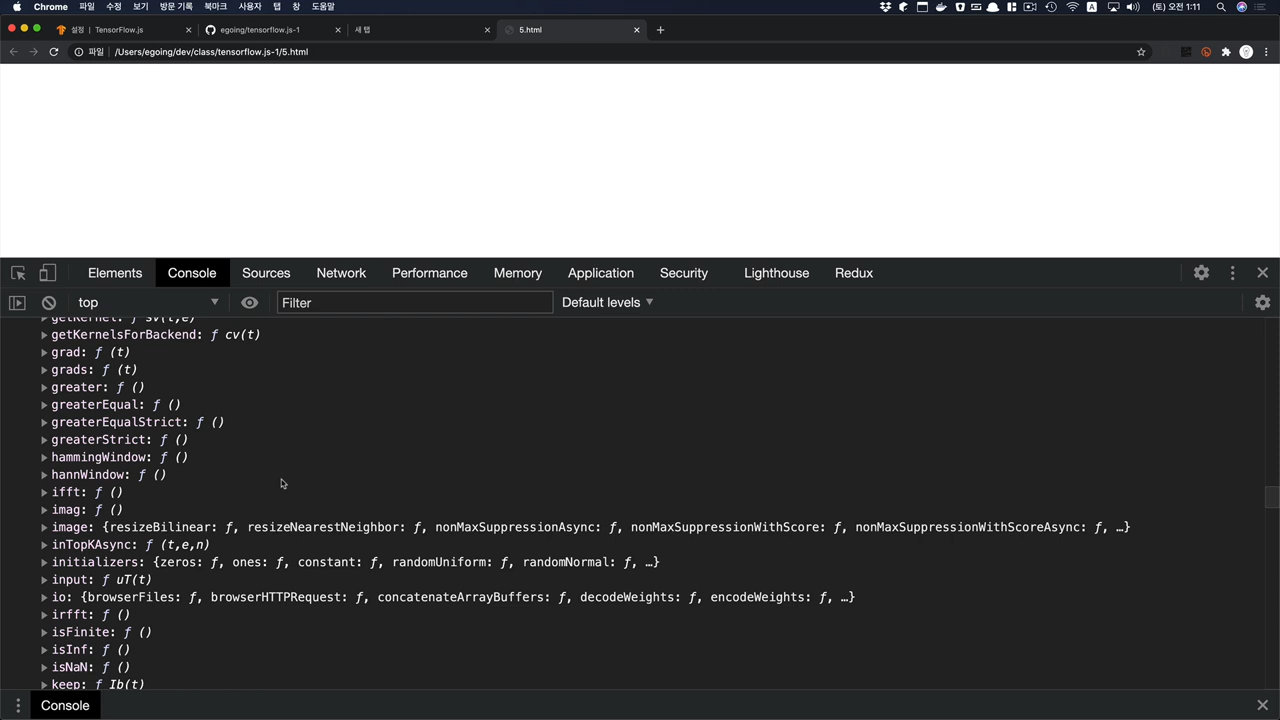 Chrome 파일 수정 보기 방문 기록 북마크 사용자 탭 창 도움말 A (토) 1:11
설정 | TensorFlow.js egoing/tensorflow.js-1 새 탭 5.html
파일 /Users/egoing/dev/class/tensorflow.js-1/5.html
Elements Console Sources Network Performance Memory Application Security Lighthouse Redux
top Filter Default levels
getKernel: ƒ sv(t,e)
getKernelsForBackend: ƒ cv(t)
grad: ƒ (t)
grads: ƒ (t)
greater: ƒ ()
greaterEqual: ƒ ()
greaterEqualStrict: ƒ ()
greaterStrict: ƒ ()
hammingWindow: ƒ ()
hannWindow: ƒ ()
ifft: ƒ ()
imag: ƒ ()
image: {resizeBilinear: ƒ, resizeNearestNeighbor: ƒ, nonMaxSuppressionAsync: ƒ, nonMaxSuppressionWithScore: ƒ, nonMaxSuppressionWithScoreAsync: ƒ, …}
inTopKAsync: ƒ (t,e,n)
initializers: {zeros: ƒ, ones: ƒ, constant: ƒ, randomUniform: ƒ, randomNormal: ƒ, …}
input: ƒ uT(t)
io: {browserFiles: ƒ, browserHTTPRequest: ƒ, concatenateArrayBuffers: ƒ, decodeWeights: ƒ, encodeWeights: ƒ, …}
irfft: ƒ ()
isFinite: ƒ ()
isInf: ƒ ()
isNaN: ƒ ()
keep: ƒ Ib(t)
Console